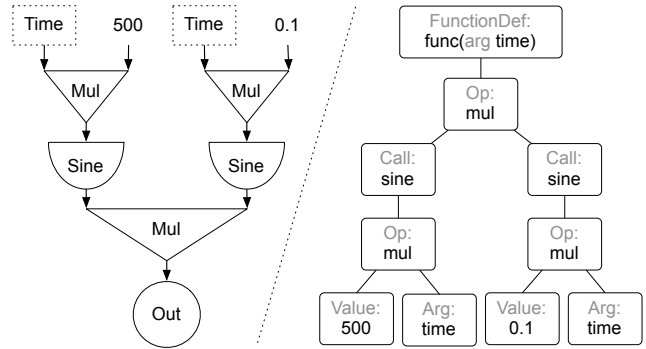 Time 500 Time 0.1
Mul Mul
Sine Sine
Mul
Out
FunctionDef:
func(arg time)
Op:
mul
Call: Call:
sine sine
Op: Op:
mul mul
Value: Arg: Value: Arg:
500 time 0.1 time